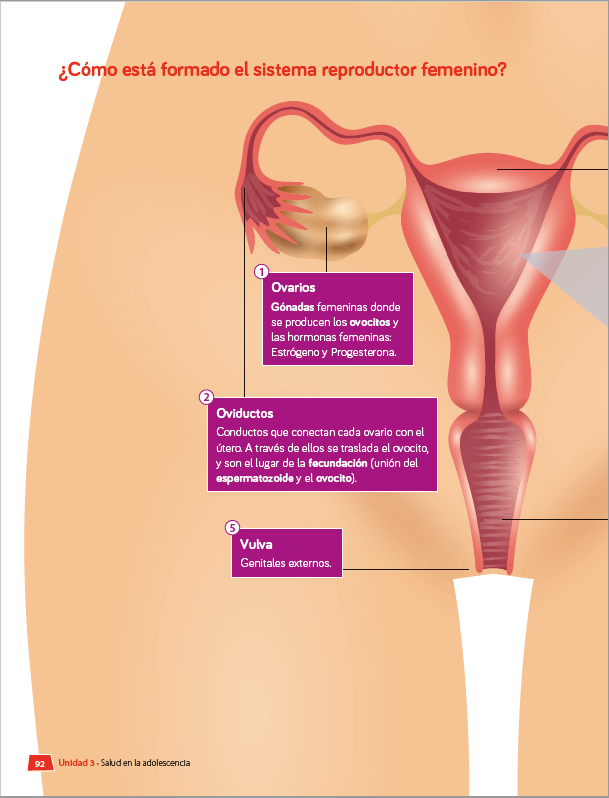 ¿Cómo está formado el sistema reproductor femenino?
1
Ovarios
Gónadas femeninas donde
se producen los ovocitos y
las hormonas femeninas:
Estrógeno y Progesterona.
2
Oviductos
Conductos que conectan cada ovario con el
útero. A través de ellos se traslada el ovocito,
y son el lugar de la fecundación (unión del
espermatozoide y el ovocito).
5
Vulva
Genitales externos.
92 Unidad 3 • Salud en la adolescencia